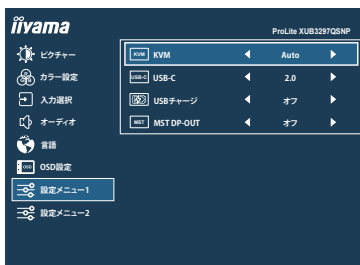 iiyama
ProLite XUB3297QSNP
ピクチャー
カラー設定
入力選択
オーディオ
言語
OSD OSD設定
設定メニュー1
設定メニュー2
KVM KVM Auto
USB-C USB-C 2.0
USBチャージ オフ
MST MST DP-OUT オフ